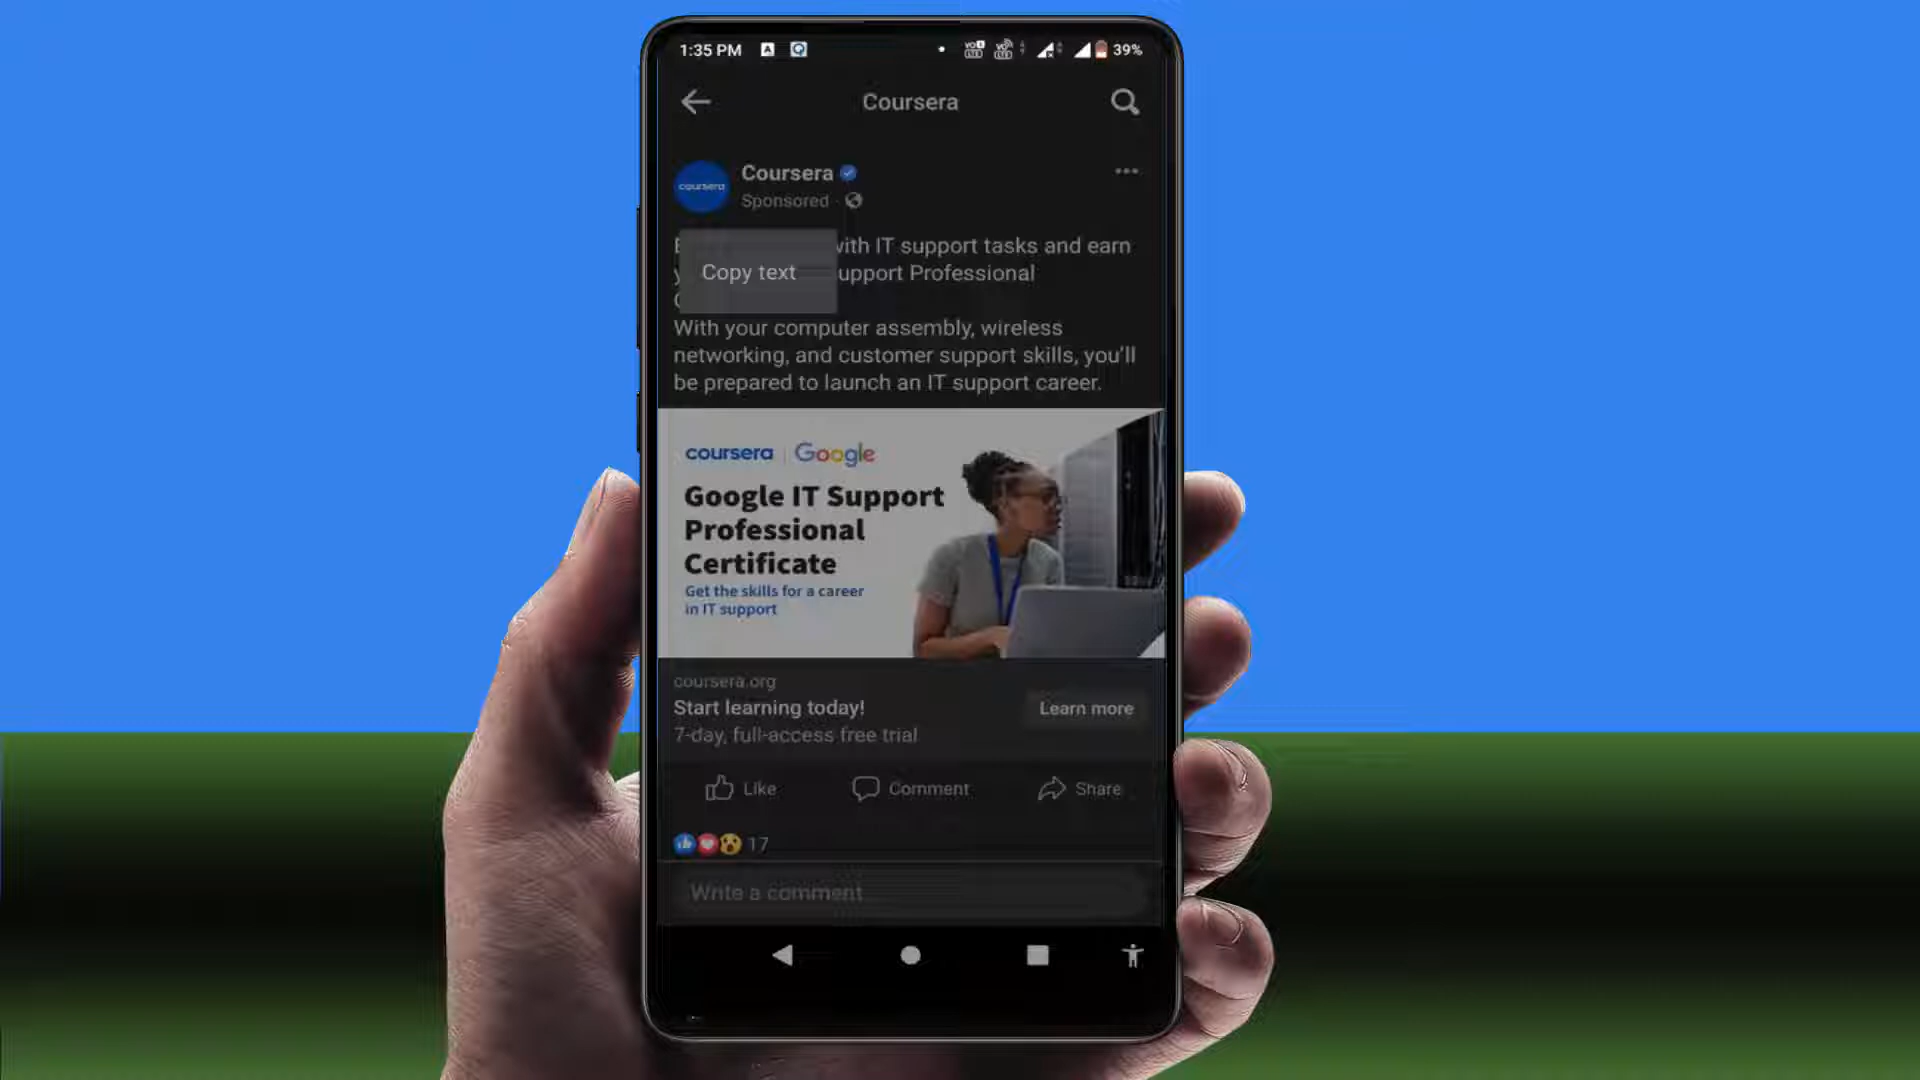 1:35 PM
39%
Coursera
coursera
Coursera
Sponsored
with IT support tasks and earn
Copy text
Professional
With your computer assembly, wireless
networking, and customer support skills, you'll
be prepared to launch an IT support career.
coursera | Google
Google IT Support
Professional
Certificate
Get the skills for a career
in IT support
coursera.org
Start learning today!
Learn more
7-day, full-access free trial
Like
Comment
Share
17
Write a comment